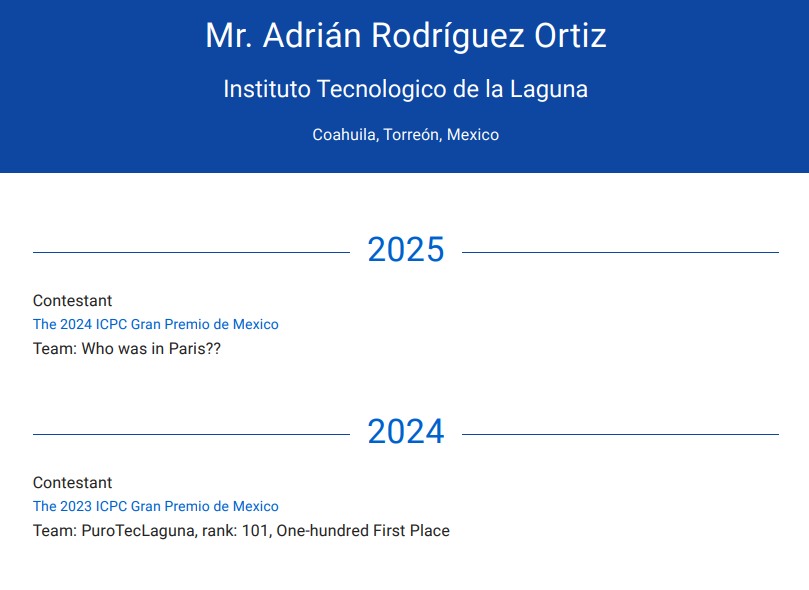 Mr. Adrián Rodríguez Ortiz
Instituto Tecnologico de la Laguna
Coahuila, Torreón, Mexico
2025
Contestant
The 2024 ICPC Gran Premio de Mexico
Team: Who was in Paris??
2024
Contestant
The 2023 ICPC Gran Premio de Mexico
Team: PuroTecLaguna, rank: 101, One-hundred First Place